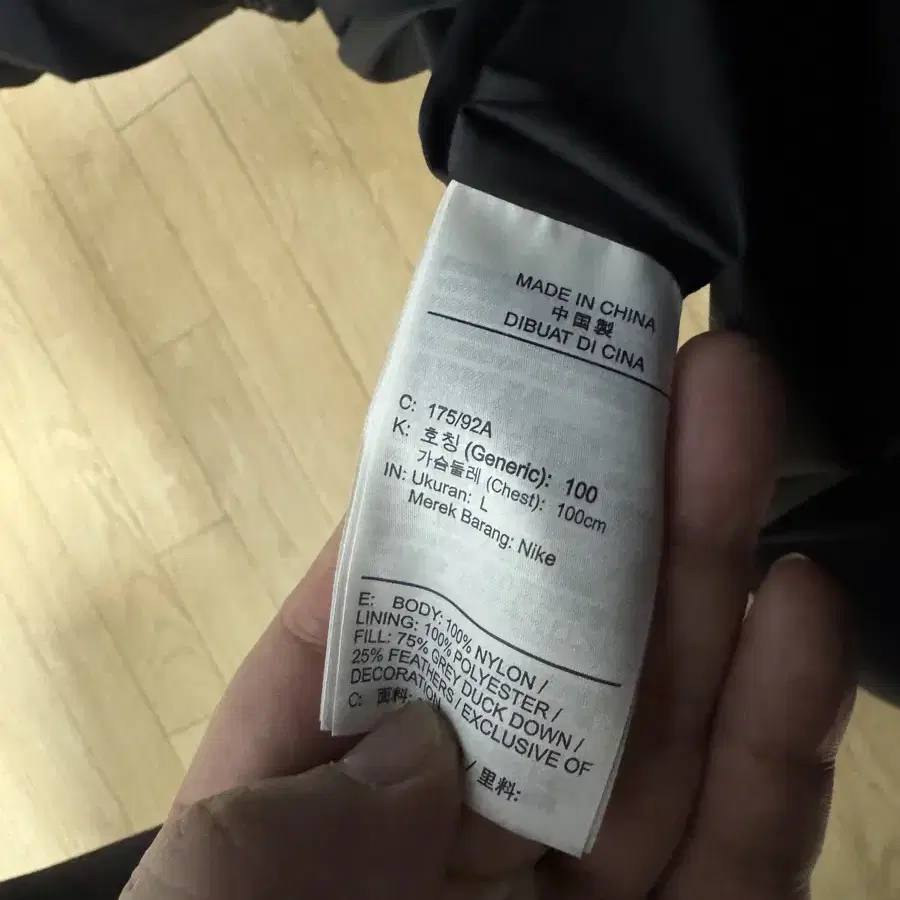 MADE IN CHINA
中国製
DIBUAT DI CINA
C: 175/92A
K: 호칭 (Generic): 100
가슴둘레 (Chest): 100cm
IN: Ukuran: L
Merek Barang: Nike
E: BODY: 100% NYLON /
LINING: 100% POLYESTER /
FILL: 75% GREY DUCK DOWN /
25% FEATHERS / EXCLUSIVE OF
DECORATION
C: 面料:
/ 里料: